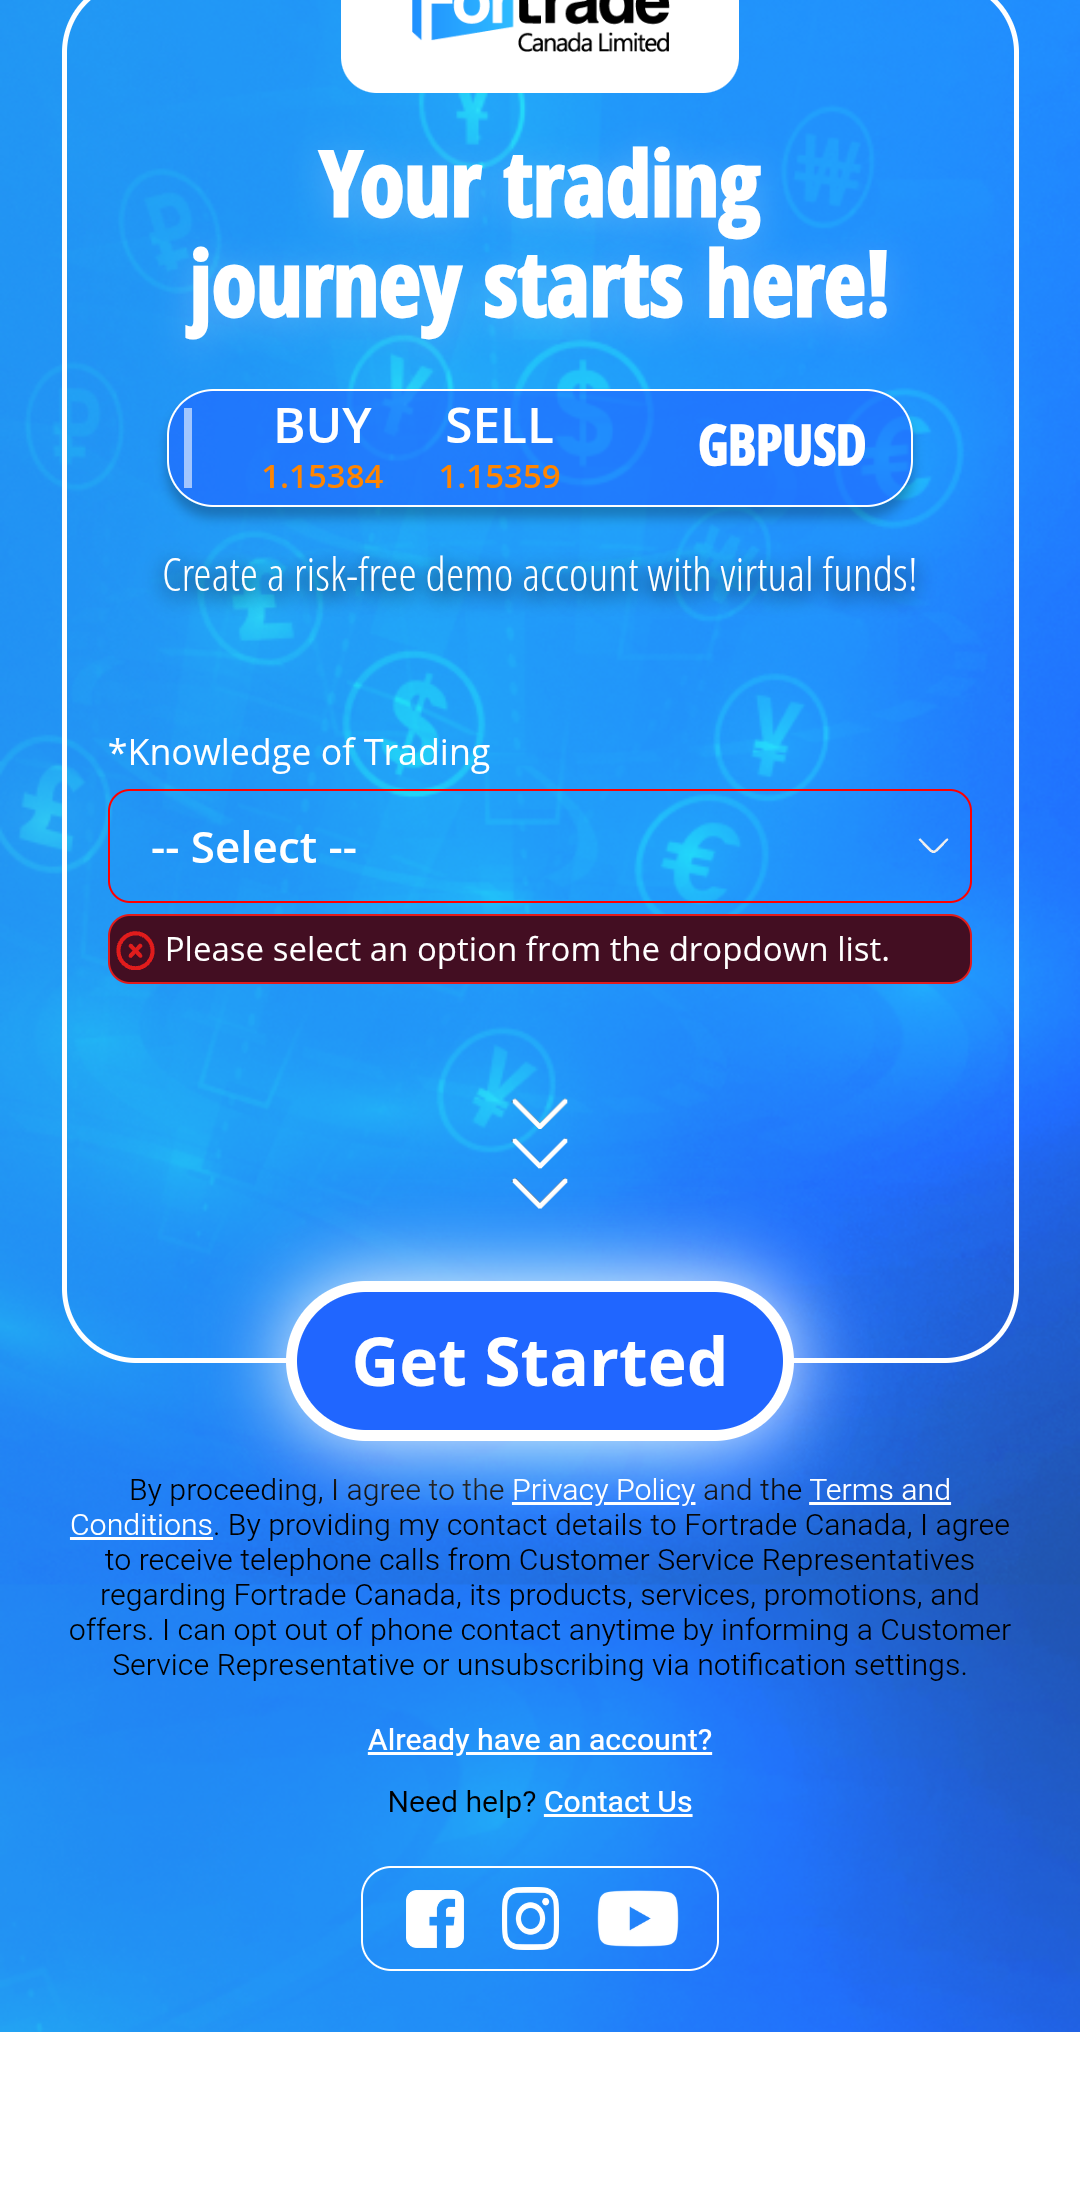 Fortrade
Canada Limited
Your trading
journey starts here!
BUY SELL GBPUSD
1.15384 1.15359
Create a risk-free demo account with virtual funds!
*Knowledge of Trading
-- Select --
Please select an option from the dropdown list.
Get Started
By proceeding, I agree to the Privacy Policy and the Terms and
Conditions. By providing my contact details to Fortrade Canada, I agree
to receive telephone calls from Customer Service Representatives
regarding Fortrade Canada, its products, services, promotions, and
offers. I can opt out of phone contact anytime by informing a Customer
Service Representative or unsubscribing via notification settings.
Already have an account?
Need help? Contact Us